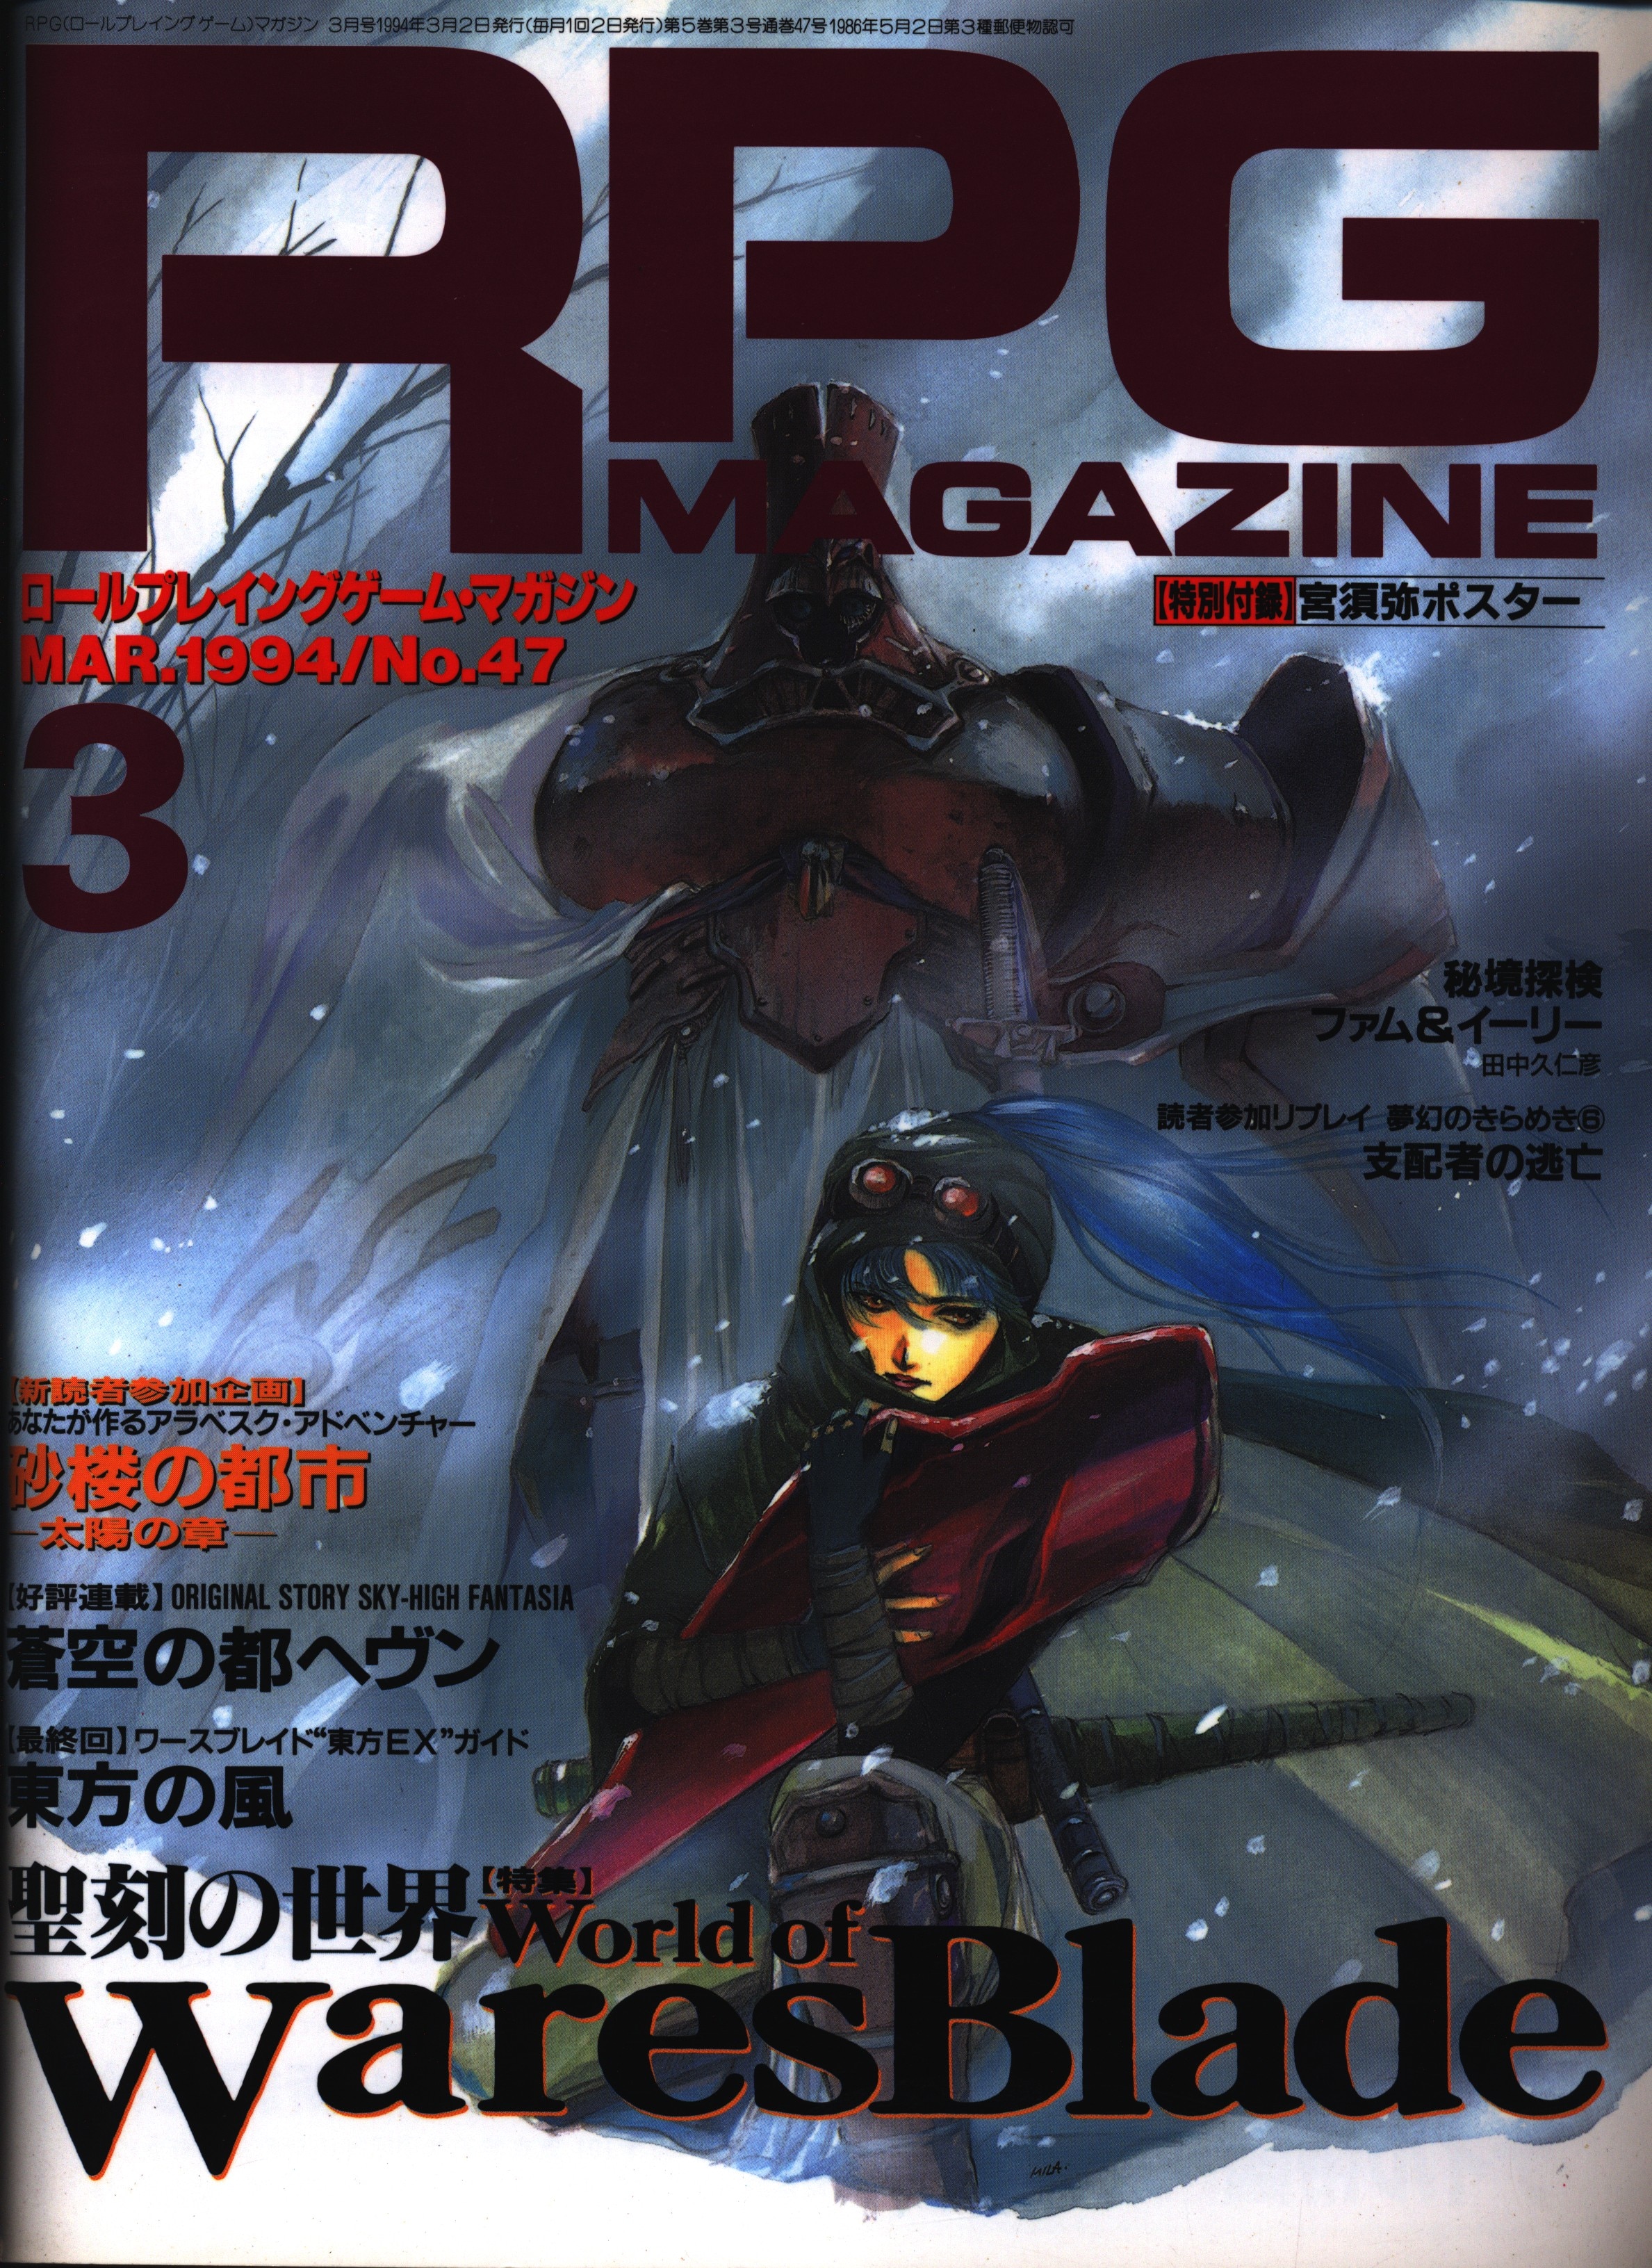 RPG(ロールプレイングゲーム)マガジン 3月号1994年3月2日発行(毎月1回2日発行)第5巻第3号通巻47号1986年5月2日第3種郵便物認可
RPG
MAGAZINE
ロールプレイングゲーム・マガジン
MAR.1994/No.47
3
【特別付録】宮須弥ポスター
秘境探検
ファム&イーリー
田中久仁彦
読者参加リプレイ 夢幻のきらめき⑥
支配者の逃亡
【新読者参加企画】
あなたが作るアラベスク・アドベンチャー
砂楼の都市
―太陽の章―
【好評連載】ORIGINAL STORY SKY-HIGH FANTASIA
蒼空の都ヘヴン
【最終回】ワースブレイド“東方EX”ガイド
東方の風
聖刻の世界【特集】
World of
WaresBlade
MILA.